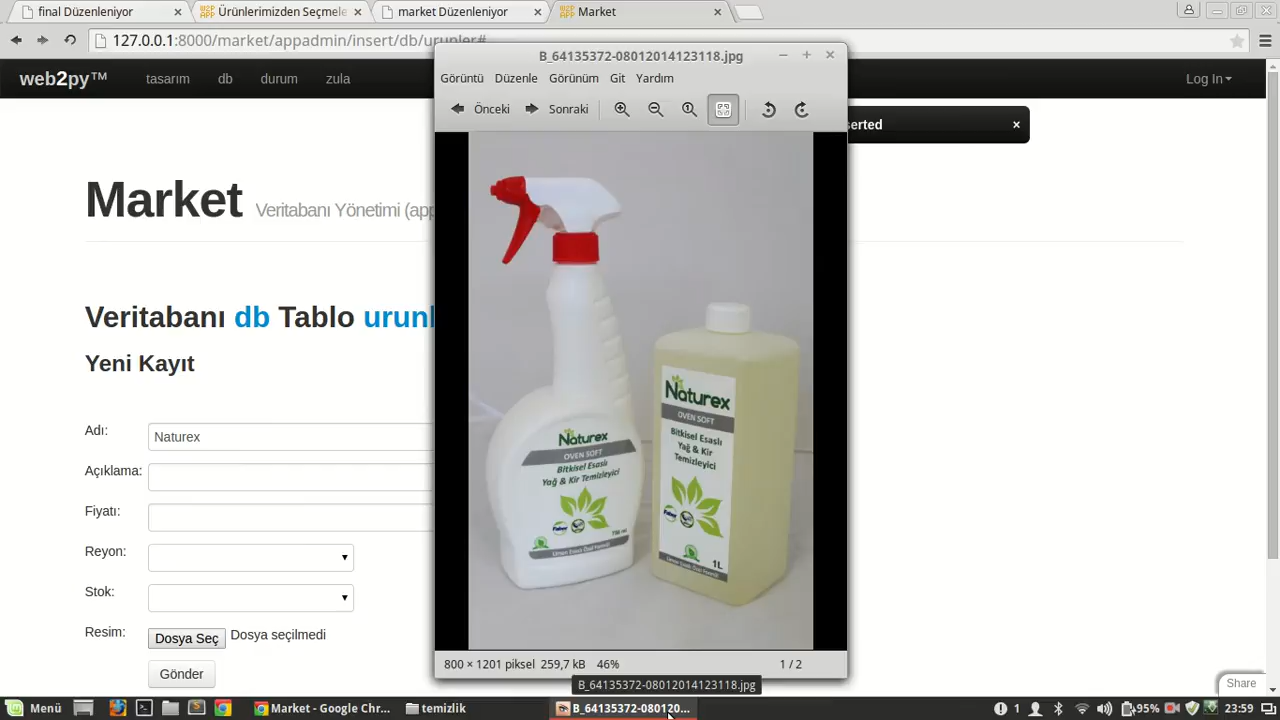 final Düzenleniyor
Ürünlerimizden Seçmele
market Düzenleniyor
Market
127.0.0.1:8000/market/appadmin/insert/db/urunler#
web2py™ tasarım db durum zula Log In
serted ×
Market Veritabanı Yönetimi (app
Veritabanı db Tablo urunl
Yeni Kayıt
Adı: Naturex
Açıklama:
Fiyatı:
Reyon:
Stok:
Resim: Dosya Seç Dosya seçilmedi
Gönder
B_64135372-08012014123118.jpg
Görüntü Düzenle Görünüm Git Yardım
Önceki Sonraki
Naturex
OVEN SOFT
Bitkisel Esaslı
Yağ & Kir Temizleyici
Faber
750 ml
Naturex
OVEN SOFT
Bitkisel Esaslı
Yağ & Kir
Temizleyici
1L
800 × 1201 piksel 259,7 kB 46% 1 / 2
B_64135372-08012014123118.jpg
Share
Menü
Market - Google Chr...
temizlik
B_64135372-080120...
1
95%
23:59